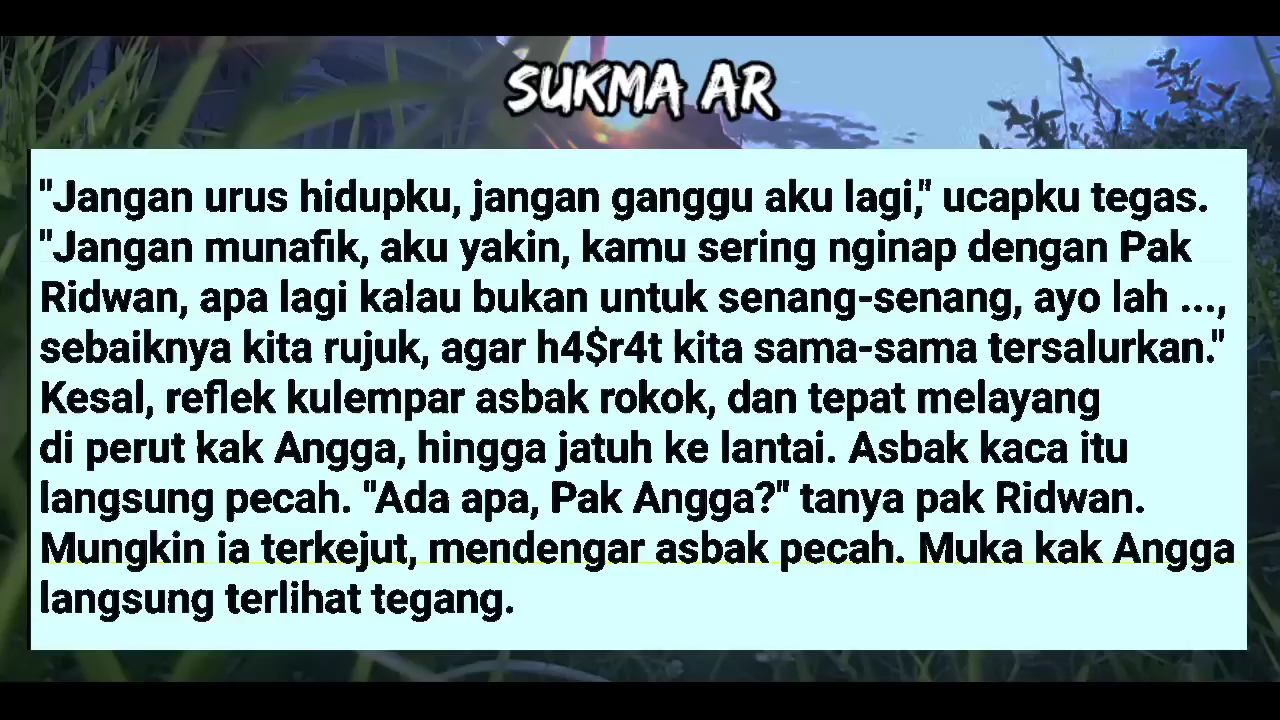 SUKMA AR
"Jangan urus hidupku, jangan ganggu aku lagi," ucapku tegas.
"Jangan munafik, aku yakin, kamu sering nginap dengan Pak
Ridwan, apa lagi kalau bukan untuk senang-senang, ayo lah ...,
sebaiknya kita rujuk, agar h4$r4t kita sama-sama tersalurkan."
Kesal, reflek kulempar asbak rokok, dan tepat melayang
di perut kak Angga, hingga jatuh ke lantai. Asbak kaca itu
langsung pecah. "Ada apa, Pak Angga?" tanya pak Ridwan.
Mungkin ia terkejut, mendengar asbak pecah. Muka kak Angga
langsung terlihat tegang.